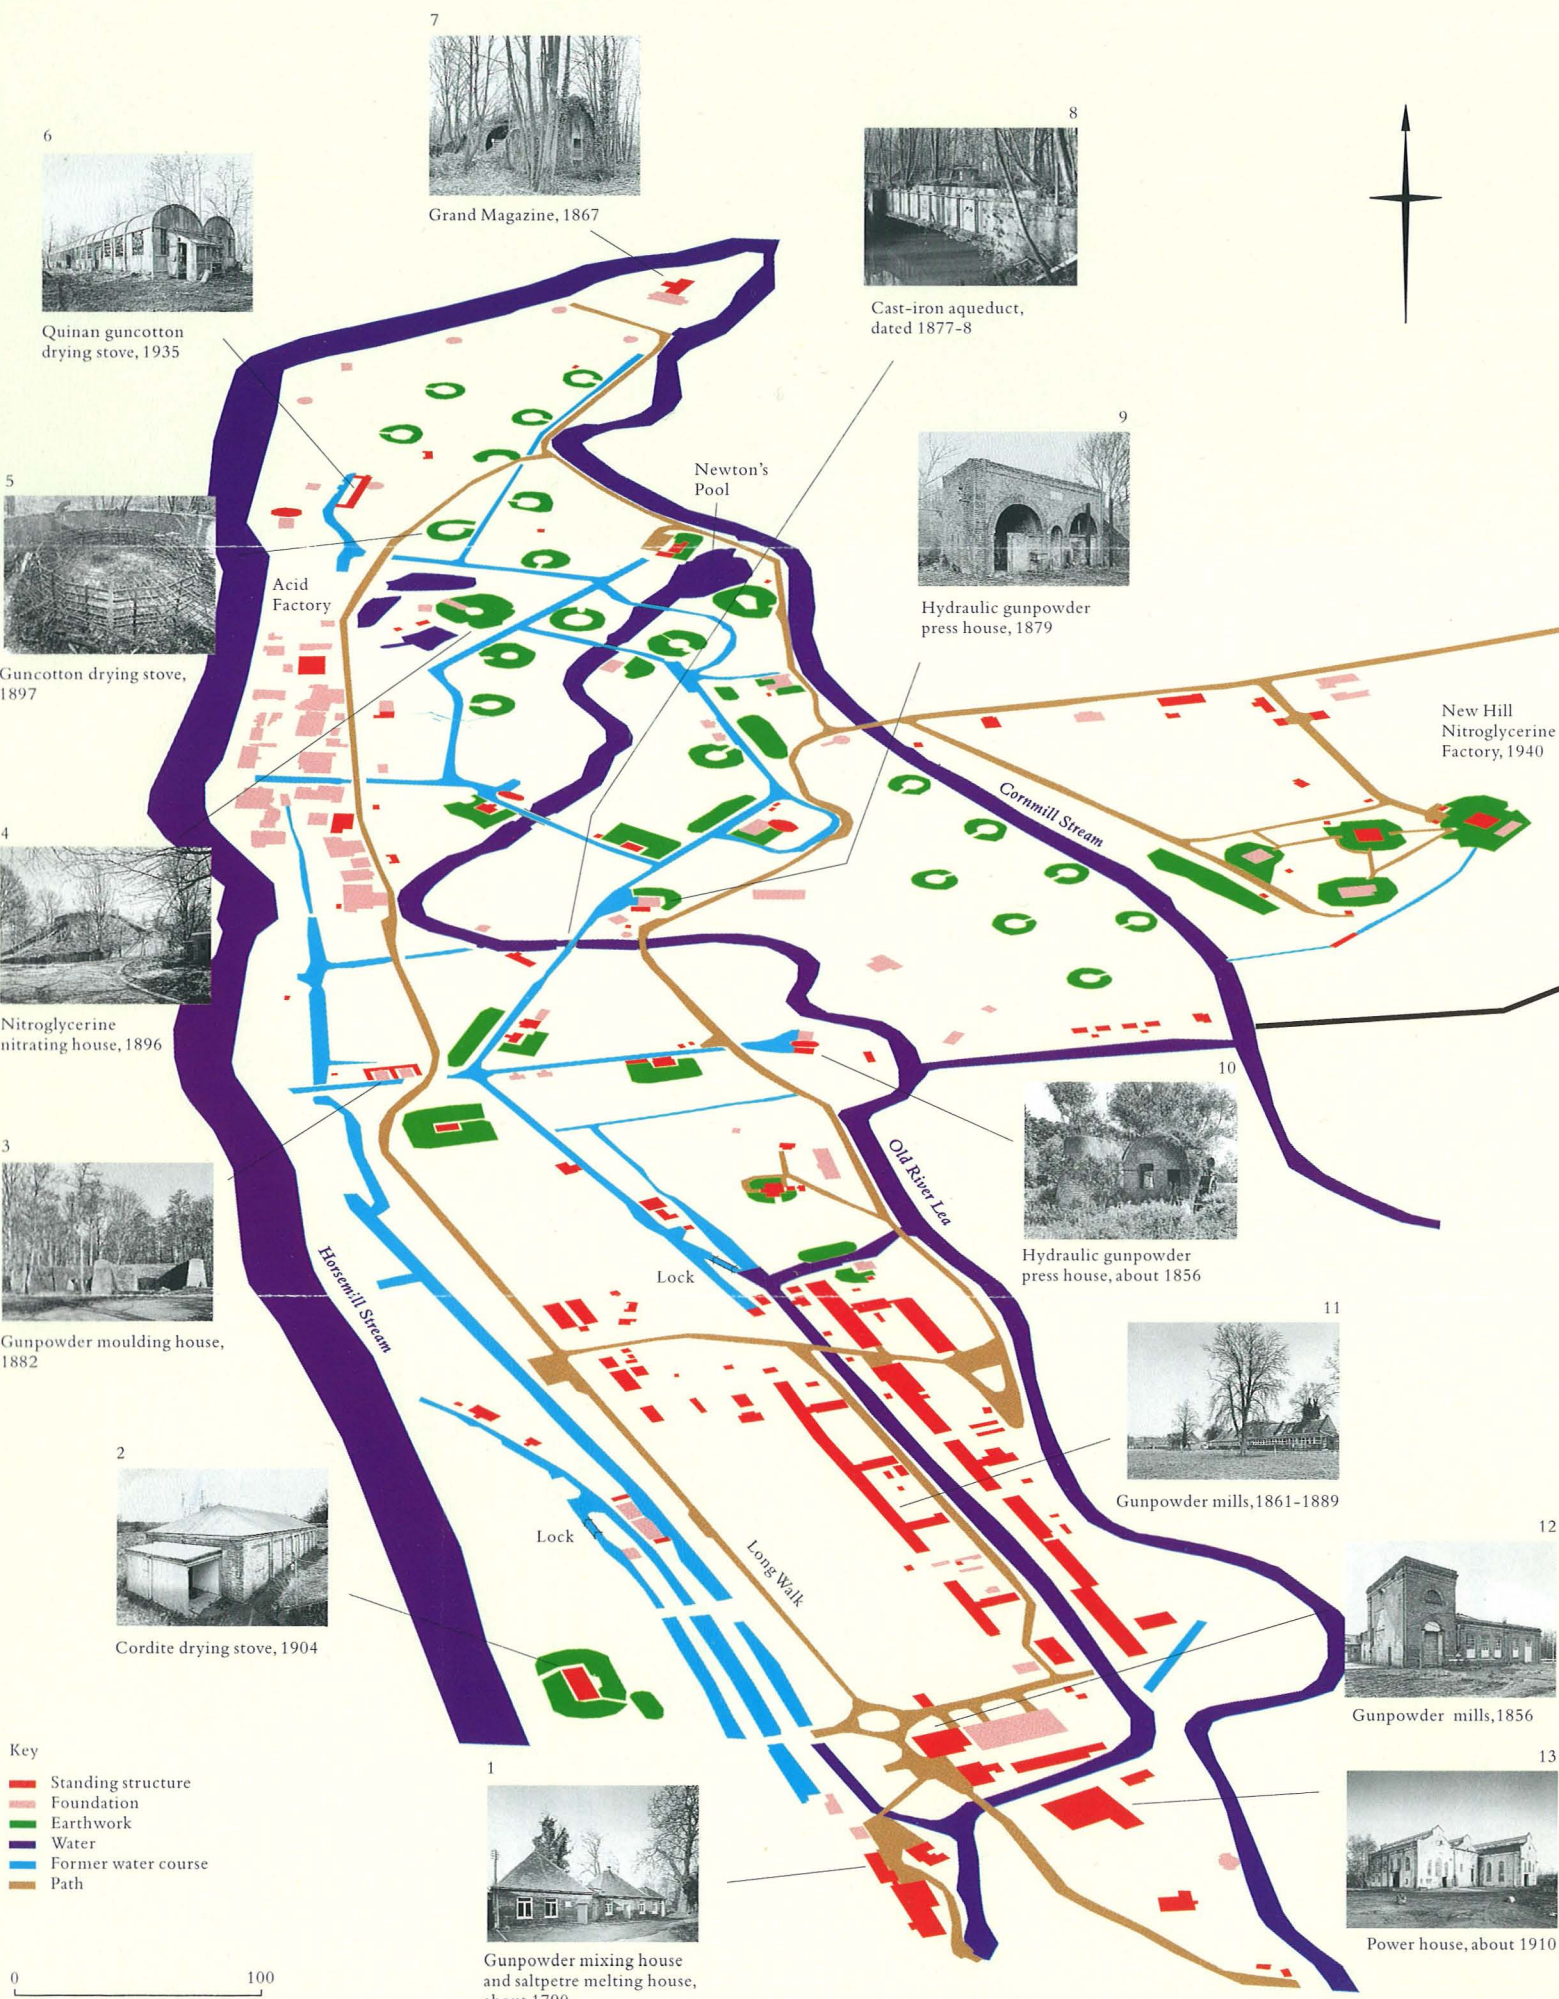 7
Grand Magazine, 1867
8
Cast-iron aqueduct,
dated 1877-8
6
Quinan guncotton
drying stove, 1935
9
Hydraulic gunpowder
press house, 1879
Newton's
Pool
5
Guncotton drying stove,
1897
Acid
Factory
New Hill
Nitroglycerine
Factory, 1940
Cornmill Stream
4
Nitroglycerine
nitrating house, 1896
10
Hydraulic gunpowder
press house, about 1856
Old River Lea
3
Gunpowder moulding house,
1882
Horsemill Stream
Lock
11
Gunpowder mills, 1861-1889
2
Cordite drying stove, 1904
Lock
Long Walk
12
Gunpowder mills, 1856
13
Power house, about 1910
1
Gunpowder mixing house
and saltpetre melting house,
Key
Standing structure
Foundation
Earthwork
Water
Former water course
Path
0 100